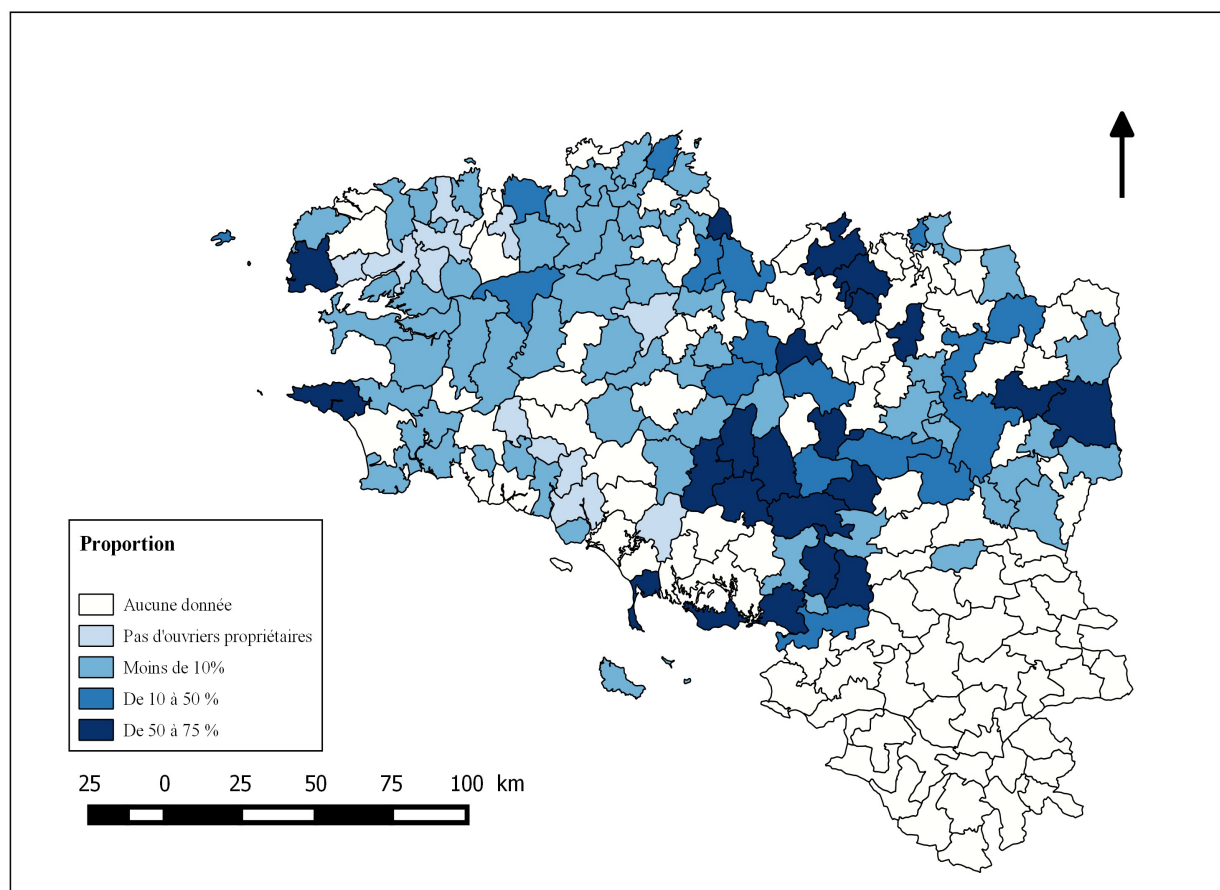 Proportion
Aucune donnée
Pas d'ouvriers propriétaires
Moins de 10%
De 10 à 50 %
De 50 à 75 %
25 0 25 50 75 100 km